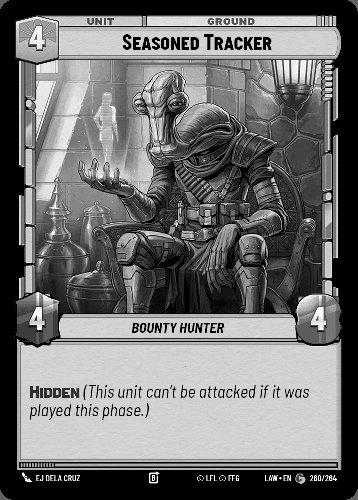 UNIT
GROUND
4
SEASONED TRACKER
4
BOUNTY HUNTER
4
HIDDEN (This unit can't be attacked if it was
played this phase.)
EJ DELA CRUZ
© LFL © FFG
LAW • EN
260/264